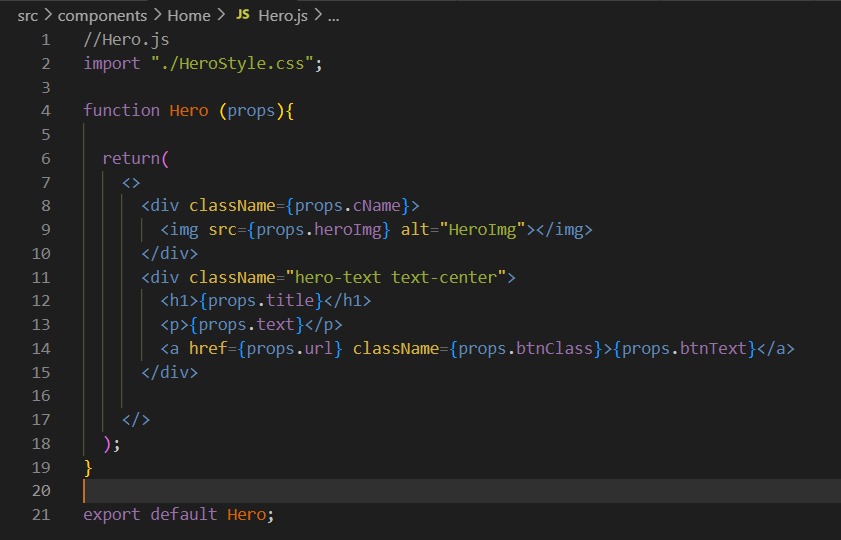 src > components > Home > JS Hero.js > ...
1 //Hero.js
2 import "./HeroStyle.css";
3
4 function Hero (props){
5
6 return(
7 <>
8 <div className={props.cName}>
9 <img src={props.heroImg} alt="HeroImg"></img>
10 </div>
11 <div className="hero-text text-center">
12 <h1>{props.title}</h1>
13 <p>{props.text}</p>
14 <a href={props.url} className={props.btnClass}>{props.btnText}</a>
15 </div>
16
17 </>
18 );
19 }
20
21 export default Hero;